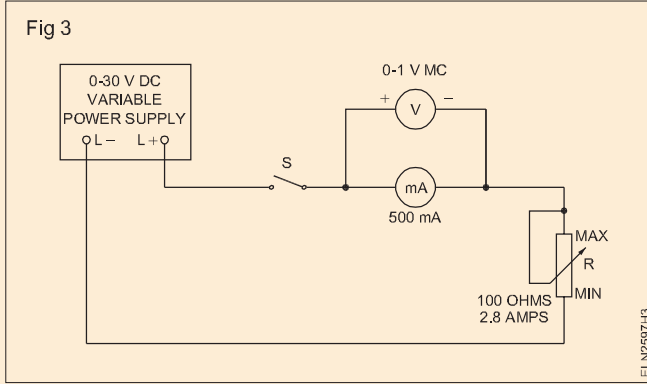 Fig 3
0-30 V DC
VARIABLE
POWER SUPPLY
L − L +
S
0-1 V MC
+ −
V
mA
500 mA
MAX
R
MIN
100 OHMS
2.8 AMPS
ELN2597H3